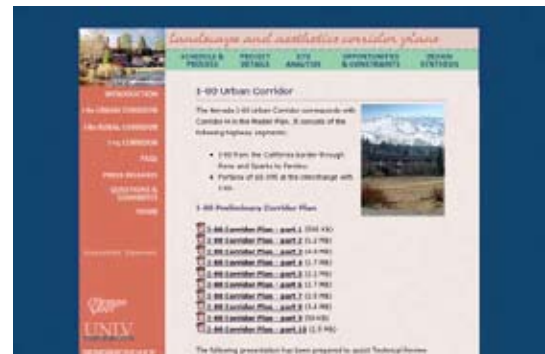 landscape and aesthetics corridor plans
SCHEDULE & PROCESS
PROJECT DETAILS
SITE ANALYSIS
OPPORTUNITIES & CONSTRAINTS
DESIGN SYNTHESIS
INTRODUCTION
I-80 URBAN CORRIDOR
I-80 RURAL CORRIDOR
I-15 CORRIDOR
FAQs
PRESS RELEASES
QUESTIONS & COMMENTS
HOME
UNLV
I-80 Urban Corridor
The Nevada I-80 Urban Corridor corresponds with
Corridor in the Master Plan. It consists of the
following highway segments:
I-80 from the California border through
Reno and Sparks to Fernley.
Portions of US 395 at the interchange with
I-80.
I-80 Preliminary Corridor Plan
I-80 Corridor Plan - part 1
I-80 Corridor Plan - part 2
I-80 Corridor Plan - part 3
I-80 Corridor Plan - part 4
I-80 Corridor Plan - part 5
I-80 Corridor Plan - part 6
I-80 Corridor Plan - part 7
I-80 Corridor Plan - part 8
I-80 Corridor Plan - part 9
I-80 Corridor Plan - part 10
The following presentation has been prepared to assist Technical Review